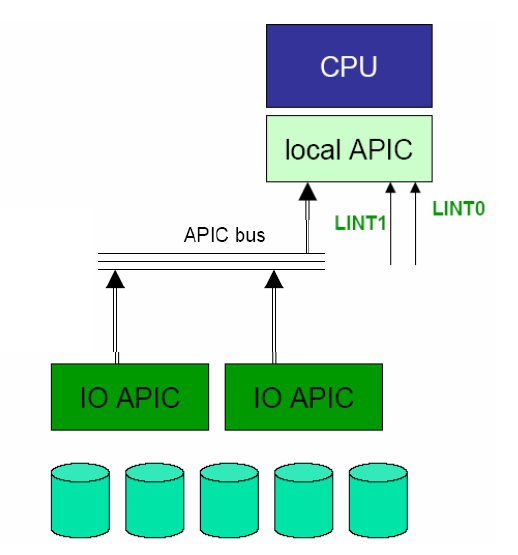 CPU
local APIC
LINT1
LINT0
APIC bus
IO APIC
IO APIC